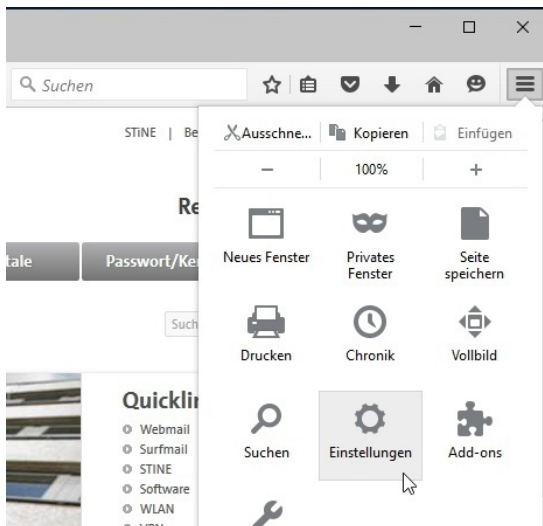 Suchen
STiNE | Be
Ausschne... Kopieren Einfügen
− 100% +
Re
Neues Fenster Privates Fenster Seite speichern
tale Passwort/Ke
Such
Drucken Chronik Vollbild
Quicklin
Webmail
Surfmail
STINE
Software
WLAN
Suchen Einstellungen Add-ons